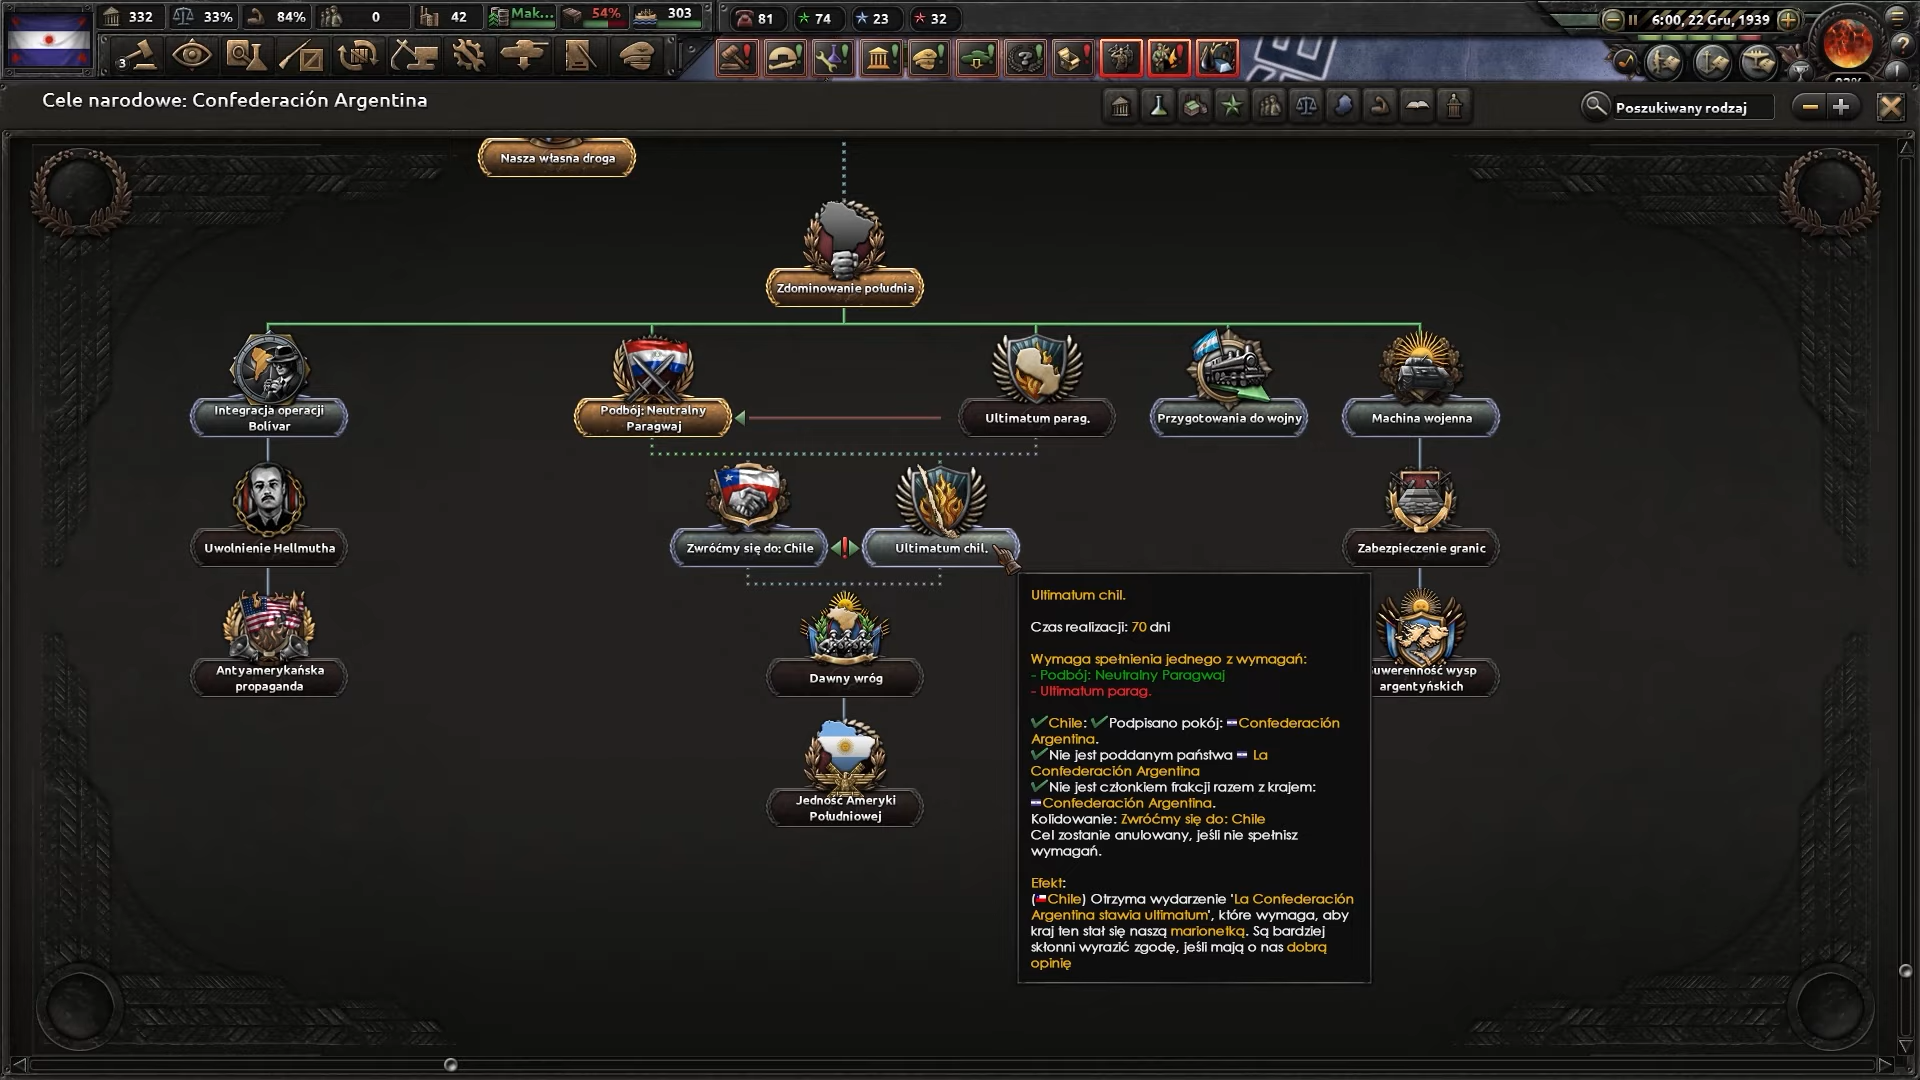 332
33%
84%
0
42
Mak...
54%
303
81
74
23
32
6:00, 22 Gru, 1939
3
Cele narodowe: Confederación Argentina
Poszukiwany rodzaj
Nasza własna droga
Zdominowanie południa
Integracja operacji
Bolívar
Podbój: Neutralny
Paragwaj
Ultimatum parag.
Przygotowania do wojny
Machina wojenna
Uwolnienie Hellmutha
Zwróćmy się do: Chile
Ultimatum chil.
Zabezpieczenie granic
Antyamerykańska
propaganda
Dawny wróg
uwerenność wysp
argentyńskich
Jedność Ameryki
Południowej
Ultimatum chil.
Czas realizacji: 70 dni
Wymaga spełnienia jednego z wymagań:
- Podbój: Neutralny Paragwaj
- Ultimatum parag.
Chile: Podpisano pokój: Confederación
Argentina.
Nie jest poddanym państwa La
Confederación Argentina
Nie jest członkiem frakcji razem z krajem:
Confederación Argentina.
Kolidowanie: Zwróćmy się do: Chile
Cel zostanie anulowany, jeśli nie spełnisz
wymagań.
Efekt:
(Chile) Otrzyma wydarzenie 'La Confederación
Argentina stawia ultimatum', które wymaga, aby
kraj ten stał się naszą marionetką. Są bardziej
skłonni wyrazić zgodę, jeśli mają o nas dobrą
opinię